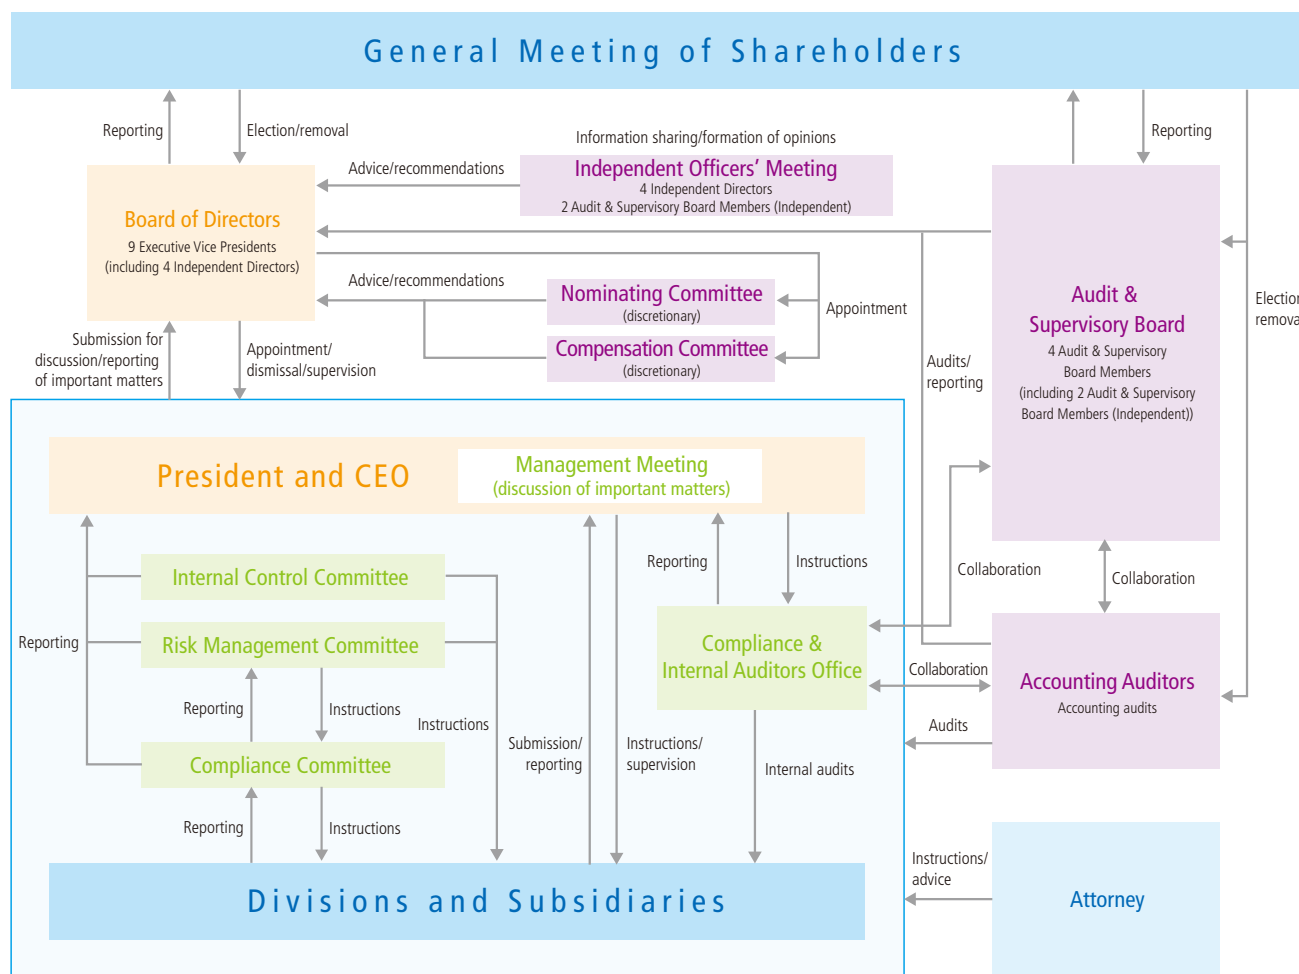 General Meeting of Shareholders
Reporting
Election/removal
Information sharing/formation of opinions
Reporting
Advice/recommendations
Independent Officers’ Meeting
4 Independent Directors
2 Audit & Supervisory Board Members (Independent)
Board of Directors
9 Executive Vice Presidents
(including 4 Independent Directors)
Advice/recommendations
Nominating Committee
(discretionary)
Appointment
Compensation Committee
(discretionary)
Audit &
Supervisory Board
4 Audit & Supervisory
Board Members
(including 2 Audit & Supervisory
Board Members (Independent))
Election
remova
Submission for
discussion/reporting
of important matters
Appointment/
dismissal/supervision
Audits/
reporting
President and CEO
Management Meeting
(discussion of important matters)
Reporting
Instructions
Collaboration
Collaboration
Internal Control Committee
Reporting
Risk Management Committee
Compliance &
Internal Auditors Office
Collaboration
Accounting Auditors
Accounting audits
Reporting
Instructions
Instructions
Submission/
reporting
Instructions/
supervision
Audits
Compliance Committee
Internal audits
Reporting
Instructions
Instructions/
advice
Attorney
Divisions and Subsidiaries